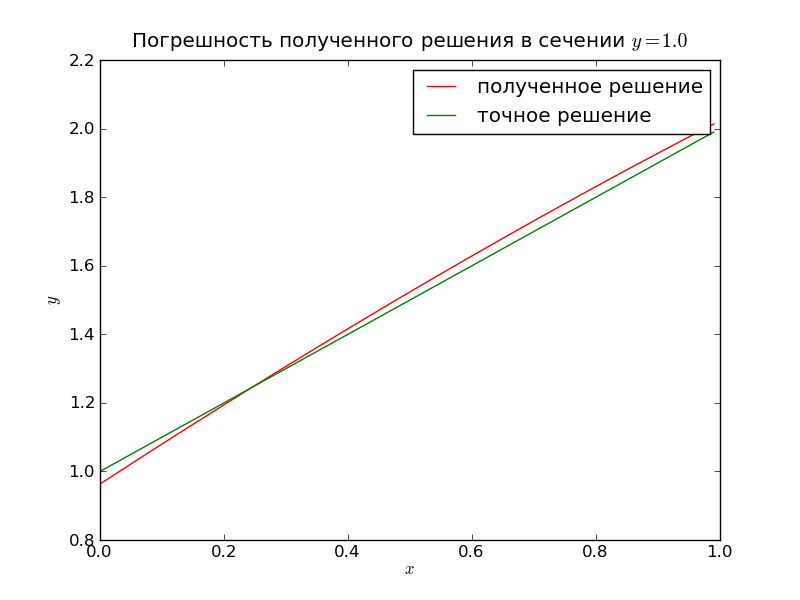 Погрешность полученного решения в сечении y=1.0
2.2
полученное решение
точное решение
2.0
1.8
1.6
y
1.4
1.2
1.0
0.8
0.0 0.2 0.4 0.6 0.8 1.0
x